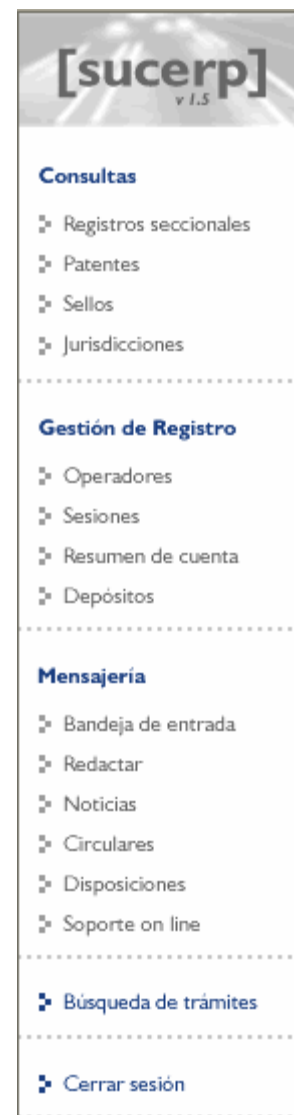 [sucerp]
v 1.5
Consultas
Registros seccionales
Patentes
Sellos
Jurisdicciones
Gestión de Registro
Operadores
Sesiones
Resumen de cuenta
Depósitos
Mensajería
Bandeja de entrada
Redactar
Noticias
Circulares
Disposiciones
Soporte on line
Búsqueda de trámites
Cerrar sesión